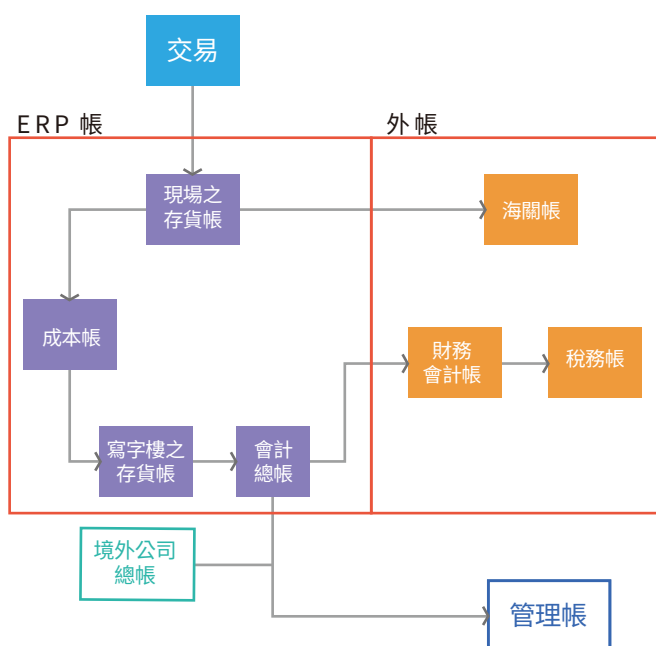 交易
ERP 帳
外帳
現場之
存貨帳
海關帳
成本帳
財務
會計帳
稅務帳
寫字樓之
存貨帳
會計
總帳
境外公司
總帳
管理帳